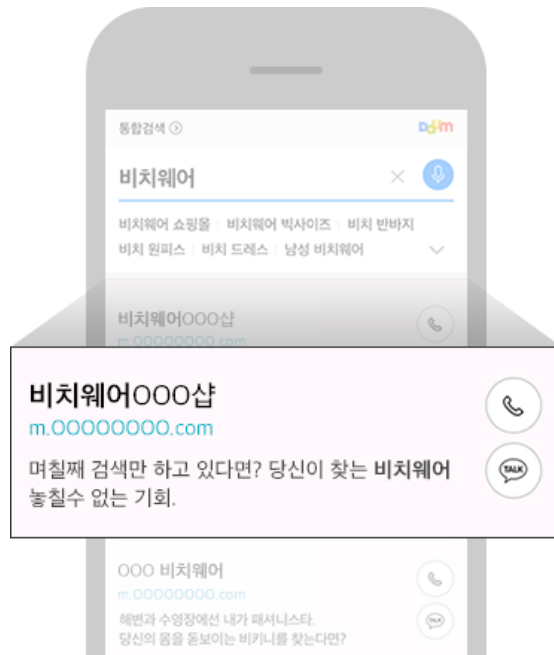 통합검색
Daum
비치웨어
비치웨어 쇼핑몰 비치웨어 빅사이즈 비치 반바지
비치 원피스 비치 드레스 남성 비치웨어
비치웨어OOO샵
m.OOOOOOOO.com
비치웨어OOO샵
m.OOOOOOOO.com
TALK
며칠째 검색만 하고 있다면? 당신이 찾는 비치웨어
놓칠수 없는 기회.
OOO 비치웨어
m.OOOOOOOO.com
TALK
해변과 수영장에선 내가 패셔니스타.
당신의 몸을 돋보이는 비키니를 찾는다면?